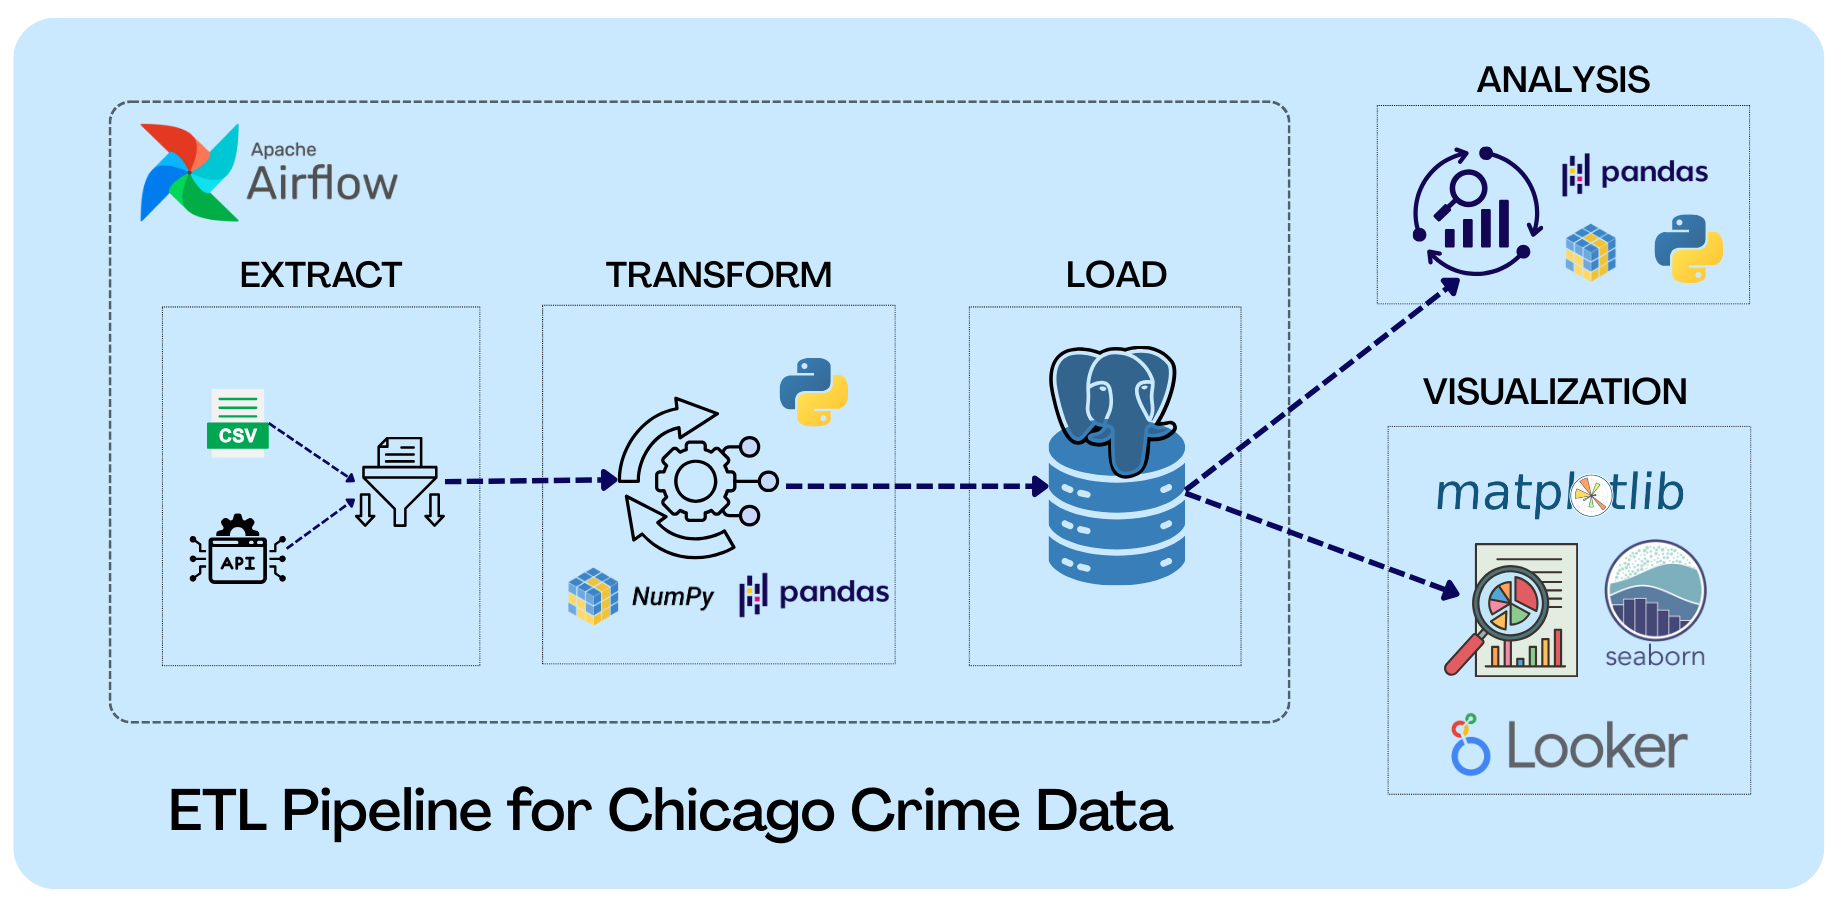 Apache
Airflow
EXTRACT
CSV
API
TRANSFORM
NumPy
pandas
LOAD
ANALYSIS
pandas
VISUALIZATION
matplotlib
seaborn
Looker
ETL Pipeline for Chicago Crime Data